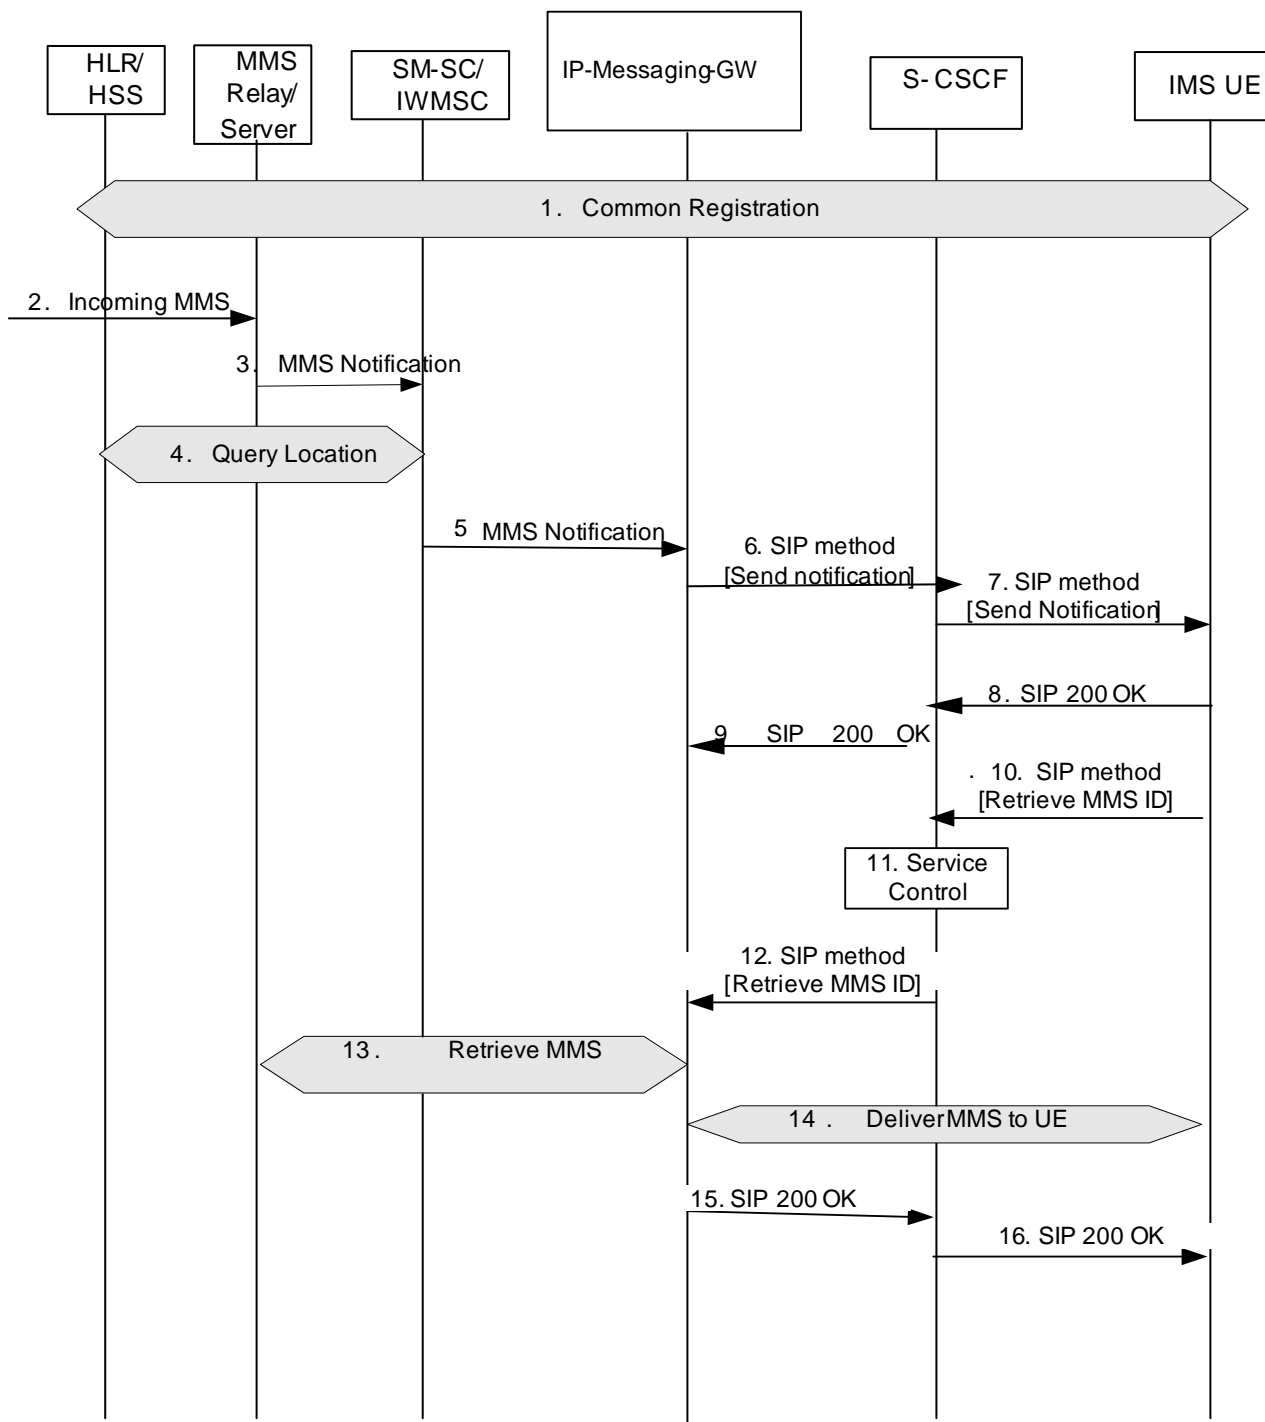 HLR/
HSS
MMS
Relay/
Server
SM-SC/
IWMSC
IP-Messaging-GW
S- CSCF
IMS UE
1. Common Registration
2. Incoming MMS
3. MMS Notification
4. Query Location
5 MMS Notification
6. SIP method
[Send notification]
7. SIP method
[Send Notification]
8. SIP 200 OK
9 SIP 200 OK
. 10. SIP method
[Retrieve MMS ID]
11. Service
Control
12. SIP method
[Retrieve MMS ID]
13. Retrieve MMS
14 . Deliver MMS to UE
15. SIP 200 OK
16. SIP 200 OK